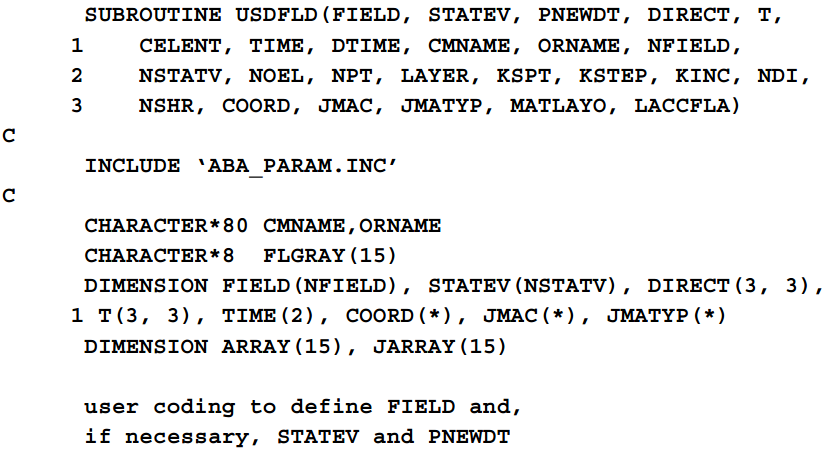 SUBROUTINE USDFLD(FIELD, STATEV, PNEWDT, DIRECT, T,
1 CELENT, TIME, DTIME, CMNAME, ORNAME, NFIELD,
2 NSTATV, NOEL, NPT, LAYER, KSPT, KSTEP, KINC, NDI,
3 NSHR, COORD, JMAC, JMATYP, MATLAYO, LACCFLA)
C
INCLUDE ‘ABA_PARAM.INC’
C
CHARACTER*80 CMNAME,ORNAME
CHARACTER*8 FLGRAY(15)
DIMENSION FIELD(NFIELD), STATEV(NSTATV), DIRECT(3, 3),
1 T(3, 3), TIME(2), COORD(*), JMAC(*), JMATYP(*)
DIMENSION ARRAY(15), JARRAY(15)
user coding to define FIELD and,
if necessary, STATEV and PNEWDT